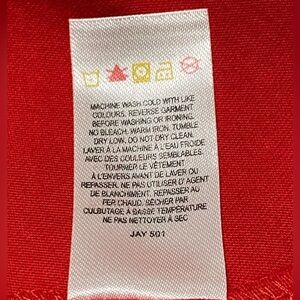 MACHINE WASH COLD WITH LIKE
COLOURS. REVERSE GARMENT
BEFORE WASHING OR IRONING.
NO BLEACH. WARM IRON. TUMBLE
DRY LOW. DO NOT DRY CLEAN.
LAVER À LA MACHINE À L'EAU FROIDE
AVEC DES COULEURS SEMBLABLES.
TOURNER LE VÊTEMENT
À L'ENVERS AVANT DE LAVER OU
REPASSER. NE PAS UTILISER D'AGENT
DE BLANCHIMENT. REPASSER AU
FER CHAUD. SÉCHER PAR
CULBUTAGE À BASSE TEMPÉRATURE
NE PAS NETTOYER À SEC
JAY 501